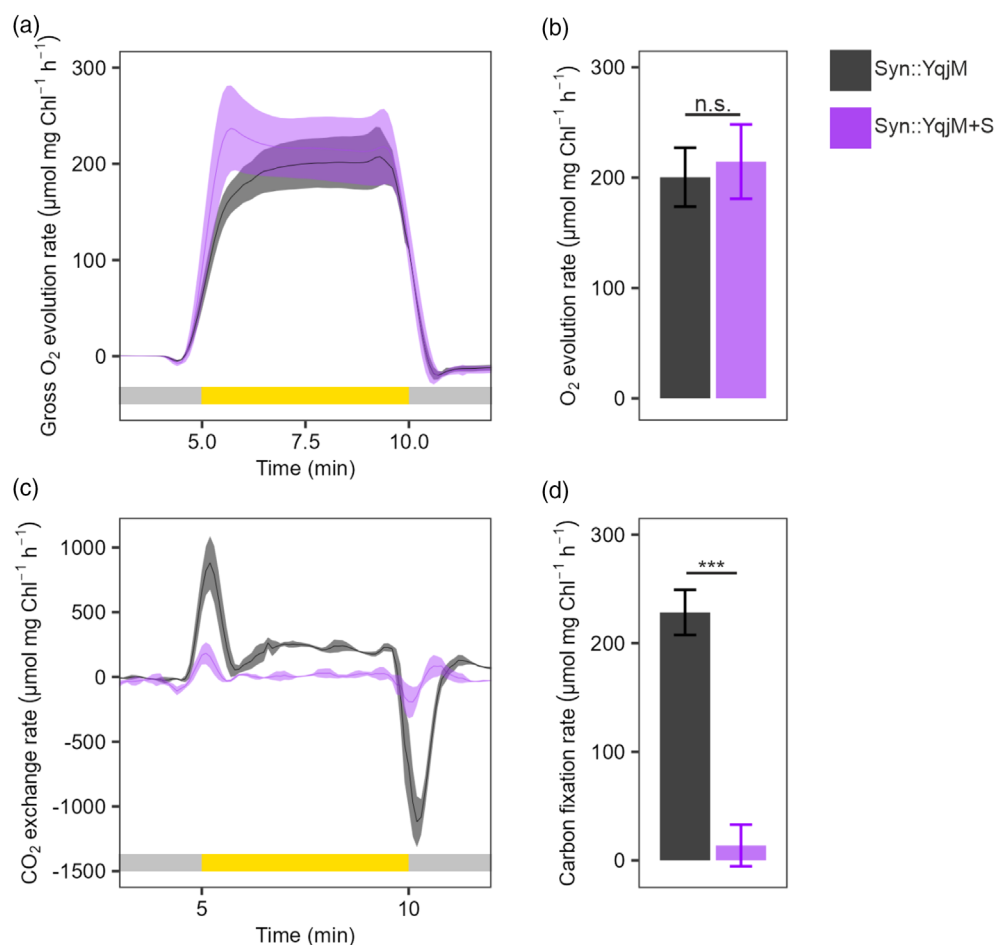 (a)
Gross O₂ evolution rate (µmol mg Chl⁻¹ h⁻¹)
300
200
100
0
5.0
7.5
10.0
Time (min)
(b)
O₂ evolution rate (µmol mg Chl⁻¹ h⁻¹)
300
200
100
0
n.s.
Syn::YqjM
Syn::YqjM+S
(c)
CO₂ exchange rate (µmol mg Chl⁻¹ h⁻¹)
1000
500
0
-500
-1000
-1500
5
10
Time (min)
(d)
Carbon fixation rate (µmol mg Chl⁻¹ h⁻¹)
300
200
100
0
***